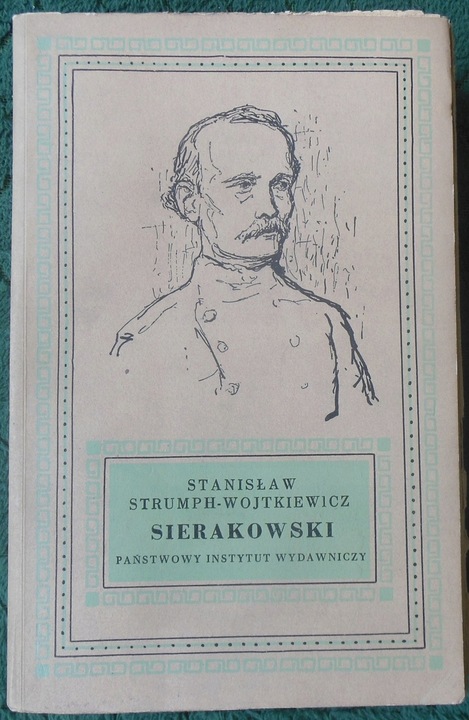 STANISŁAW
STRUMPH-WOJTKIEWICZ
SIERAKOWSKI
PAŃSTWOWY INSTYTUT WYDAWNICZY